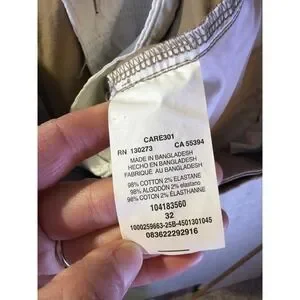 CARE301
RN 130273 CA 55394
MADE IN BANGLADESH
HECHO EN BANGLADESH
FABRIQUÉ AU BANGLADESH
98% COTTON 2% ELASTANE
98% ALGODÓN 2% elastano
98% COTON 2% ÉLASTHANNE
104183560
32
1000259663-25B-4501301045
083622292916